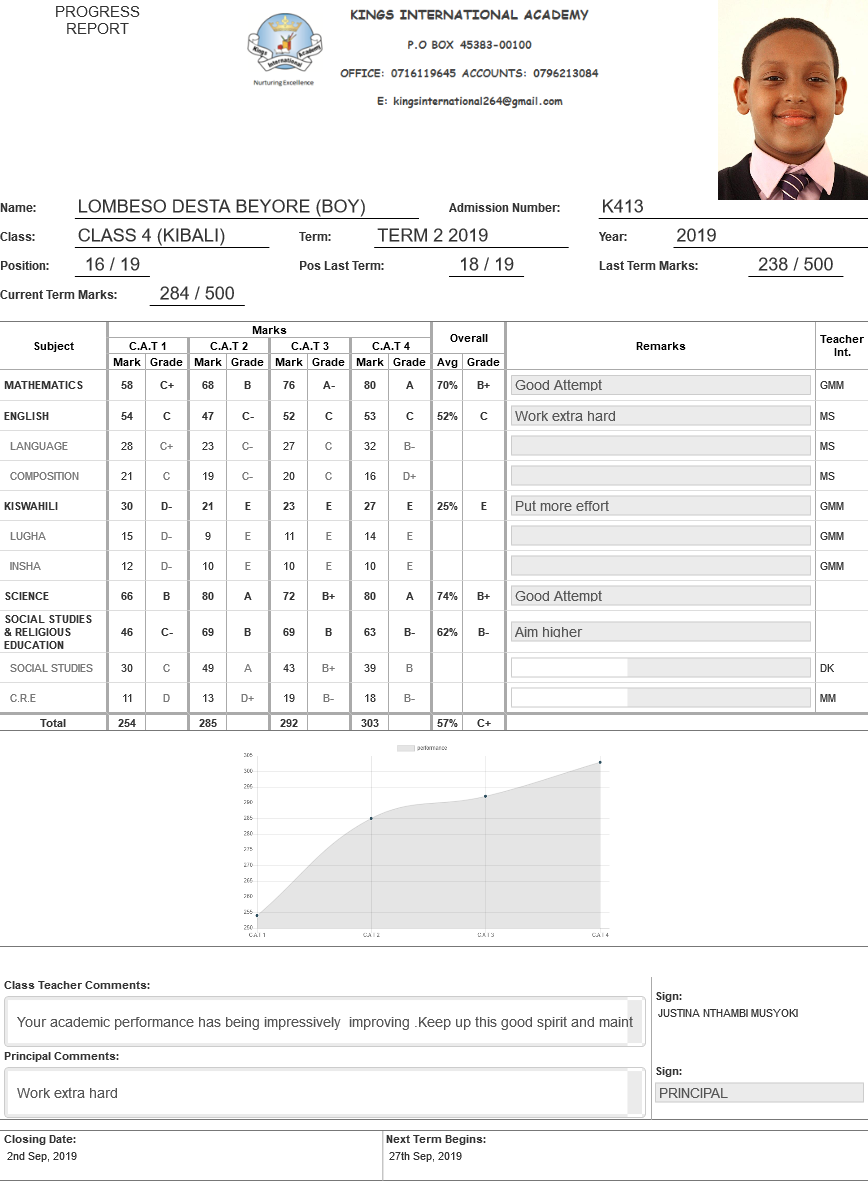 PROGRESS
REPORT
Kings International Academy
Nurturing Excellence
KINGS INTERNATIONAL ACADEMY
P.O BOX 45383-00100
OFFICE: 0716119645 ACCOUNTS: 0796213084
E: kingsinternational264@gmail.com
Name: LOMBESO DESTA BEYORE (BOY) Admission Number: K413
Class: CLASS 4 (KIBALI) Term: TERM 2 2019 Year: 2019
Position: 16 / 19 Pos Last Term: 18 / 19 Last Term Marks: 238 / 500
Current Term Marks: 284 / 500
Subject Marks Overall Remarks Teacher Int.
C.A.T 1 C.A.T 2 C.A.T 3 C.A.T 4
Mark Grade Mark Grade Mark Grade Mark Grade Avg Grade
MATHEMATICS 58 C+ 68 B 76 A- 80 A 70% B+ Good Attempt GMM
ENGLISH 54 C 47 C- 52 C 53 C 52% C Work extra hard MS
LANGUAGE 28 C+ 23 C- 27 C 32 B- MS
COMPOSITION 21 C 19 C- 20 C 16 D+ MS
KISWAHILI 30 D- 21 E 23 E 27 E 25% E Put more effort GMM
LUGHA 15 D- 9 E 11 E 14 E GMM
INSHA 12 D- 10 E 10 E 10 E GMM
SCIENCE 66 B 80 A 72 B+ 80 A 74% B+ Good Attempt
SOCIAL STUDIES
& RELIGIOUS
EDUCATION 46 C- 69 B 69 B 63 B- 62% B- Aim higher
SOCIAL STUDIES 30 C 49 A 43 B+ 39 B DK
C.R.E 11 D 13 D+ 19 B- 18 B- MM
Total 254 285 292 303 57% C+
performance
305
300
295
290
285
280
275
270
265
260
255
250
C.A.T 1 C.A.T 2 C.A.T 3 C.A.T 4
Class Teacher Comments:
Your academic performance has being impressively improving .Keep up this good spirit and maint
Sign:
JUSTINA NTHAMBI MUSYOKI
Principal Comments:
Work extra hard
Sign:
PRINCIPAL
Closing Date:
2nd Sep, 2019
Next Term Begins:
27th Sep, 2019